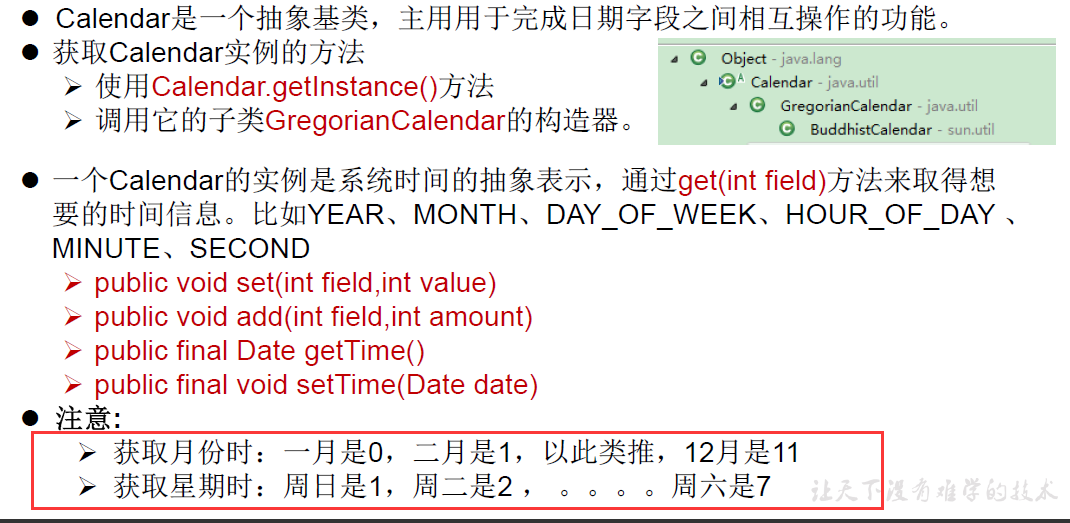 ● Calendar是一个抽象基类，主用用于完成日期字段之间相互操作的功能。
● 获取Calendar实例的方法
➢ 使用Calendar.getInstance()方法
➢ 调用它的子类GregorianCalendar的构造器。
Object - java.lang
Calendar - java.util
GregorianCalendar - java.util
BuddhistCalendar - sun.util
● 一个Calendar的实例是系统时间的抽象表示，通过get(int field)方法来取得想
要的时间信息。比如YEAR、MONTH、DAY_OF_WEEK、HOUR_OF_DAY 、
MINUTE、SECOND
➢ public void set(int field,int value)
➢ public void add(int field,int amount)
➢ public final Date getTime()
➢ public final void setTime(Date date)
● 注意:
➢ 获取月份时：一月是0，二月是1，以此类推，12月是11
➢ 获取星期时：周日是1，周二是2 ，。。。。周六是7
让天下没有难学的技术